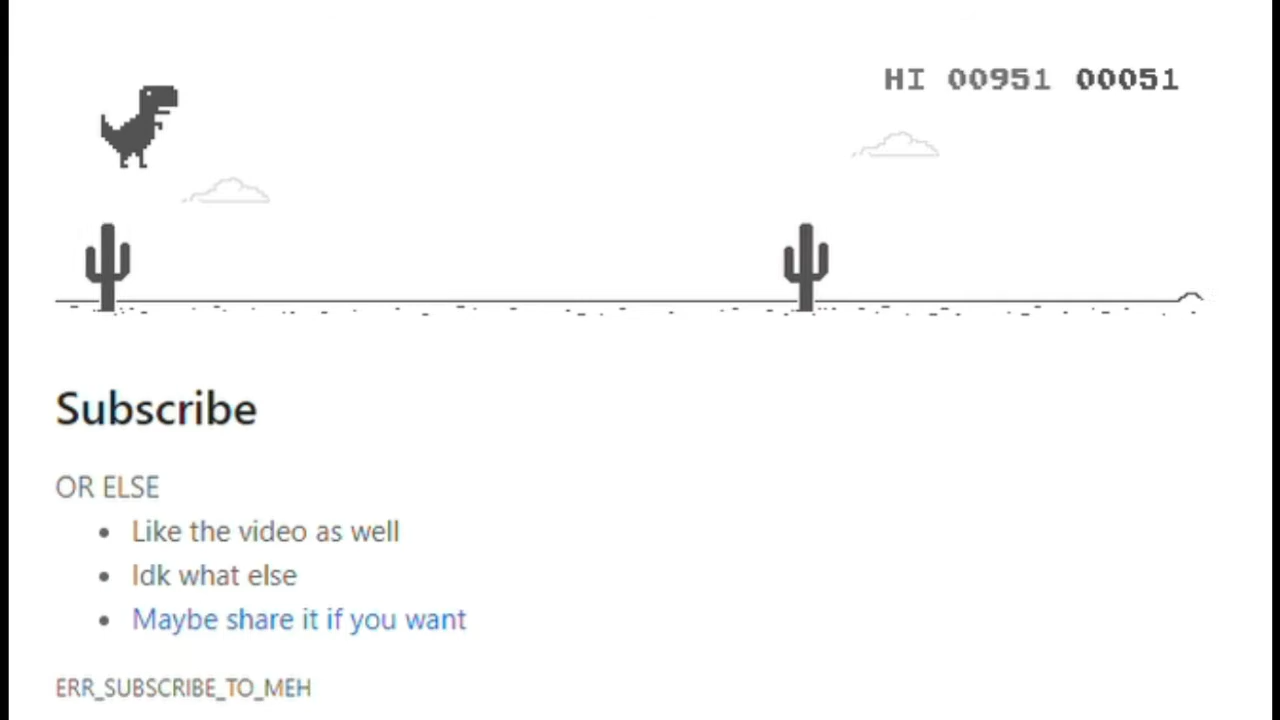 HI 00951 00051
Subscribe
OR ELSE
Like the video as well
Idk what else
Maybe share it if you want
ERR_SUBSCRIBE_TO_MEH